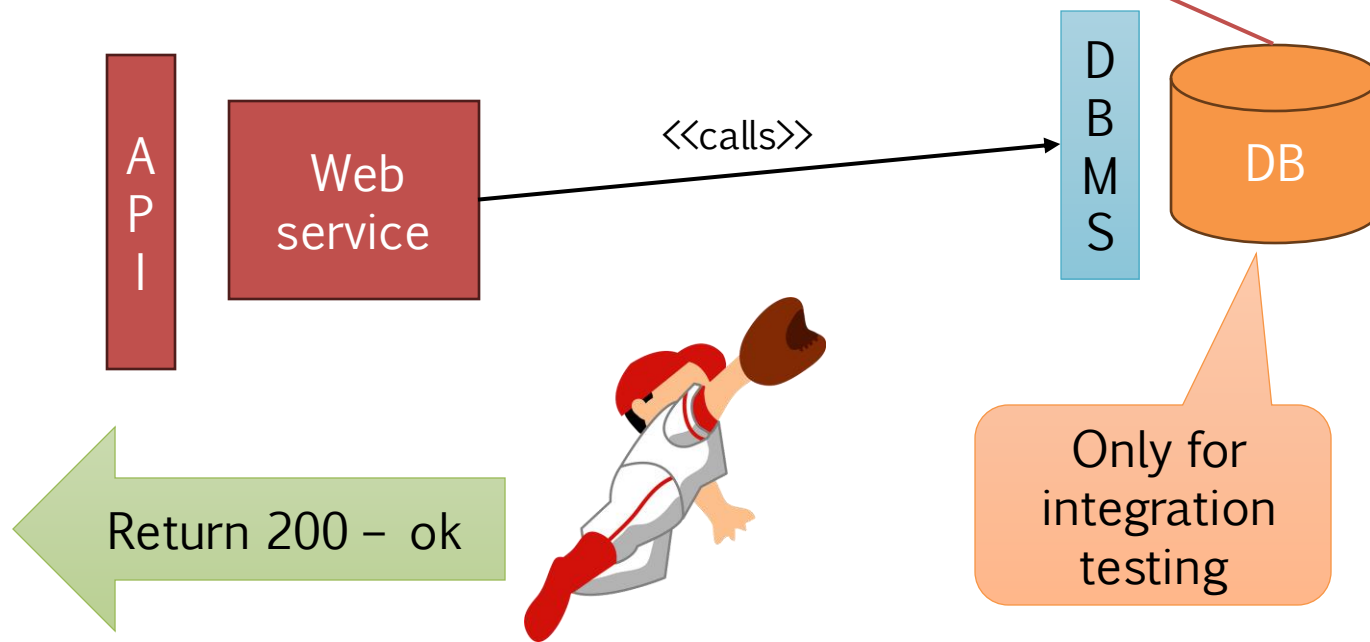 A
P
I
Web
service
<<calls>>
D
B
M
S
DB
Return 200 – ok
Only for
integration
testing